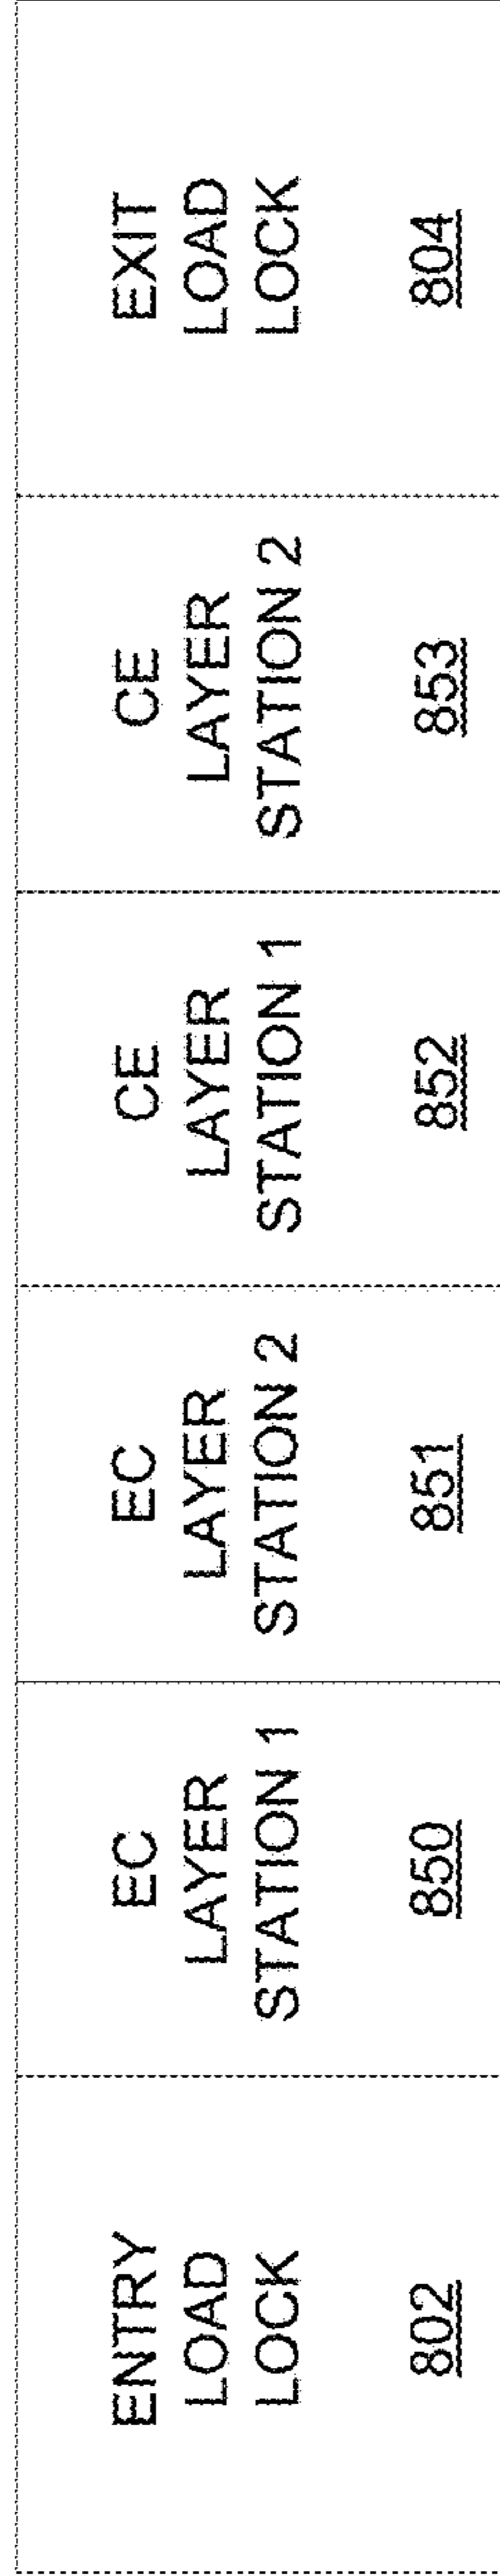 ENTRY
LOAD
LOCK
802
EC
LAYER
STATION 1
850
EC
LAYER
STATION 2
851
CE
LAYER
STATION 1
852
CE
LAYER
STATION 2
853
EXIT
LOAD
LOCK
804